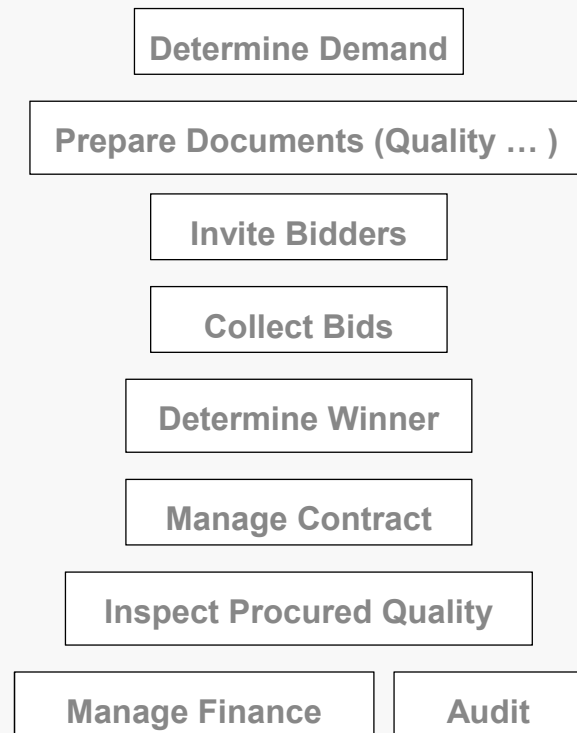 Determine Demand
Prepare Documents (Quality … )
Invite Bidders
Collect Bids
Determine Winner
Manage Contract
Inspect Procured Quality
Manage Finance
Audit